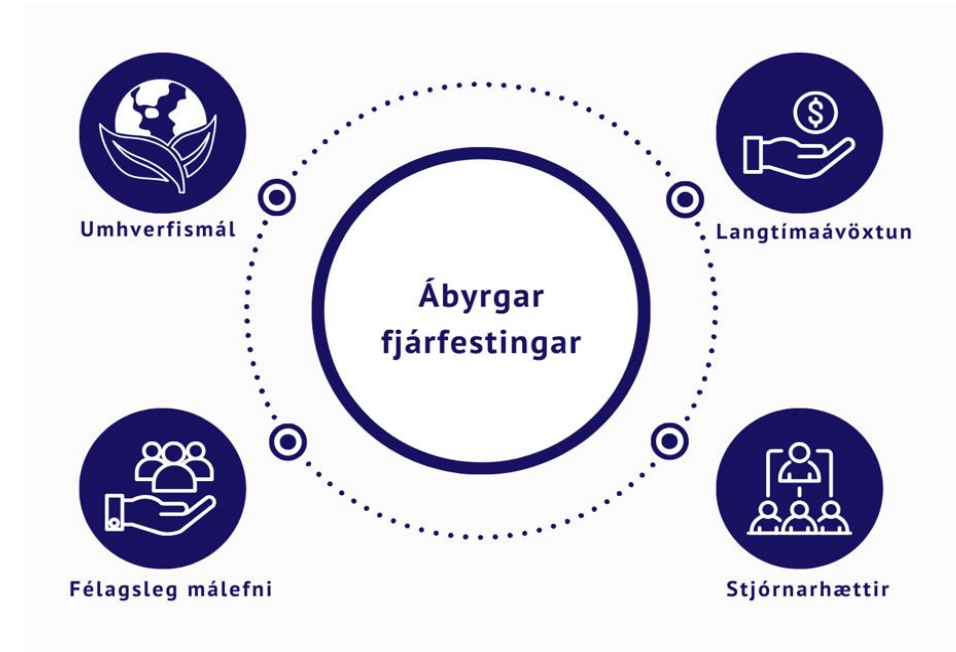 Umhverfismál
Langtímaávöxtun
Ábyrgar
fjárfestingar
Félagsleg málefni
Stjórnarhættir